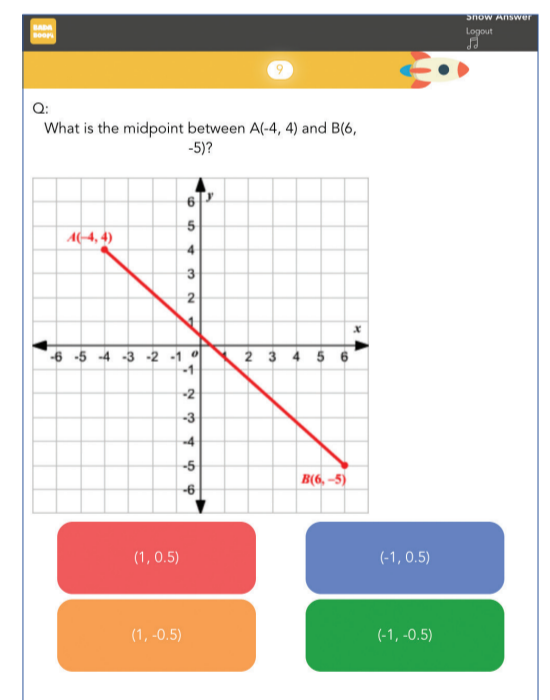 Show Answer
Logout
9
Q:
What is the midpoint between A(-4, 4) and B(6,
-5)?
y
6
5
A(–4, 4)
4
3
2
1
x
-6 -5 -4 -3 -2 -1 o 1 2 3 4 5 6
-1
-2
-3
-4
-5
B(6, –5)
-6
(1, 0.5)
(-1, 0.5)
(1, -0.5)
(-1, -0.5)